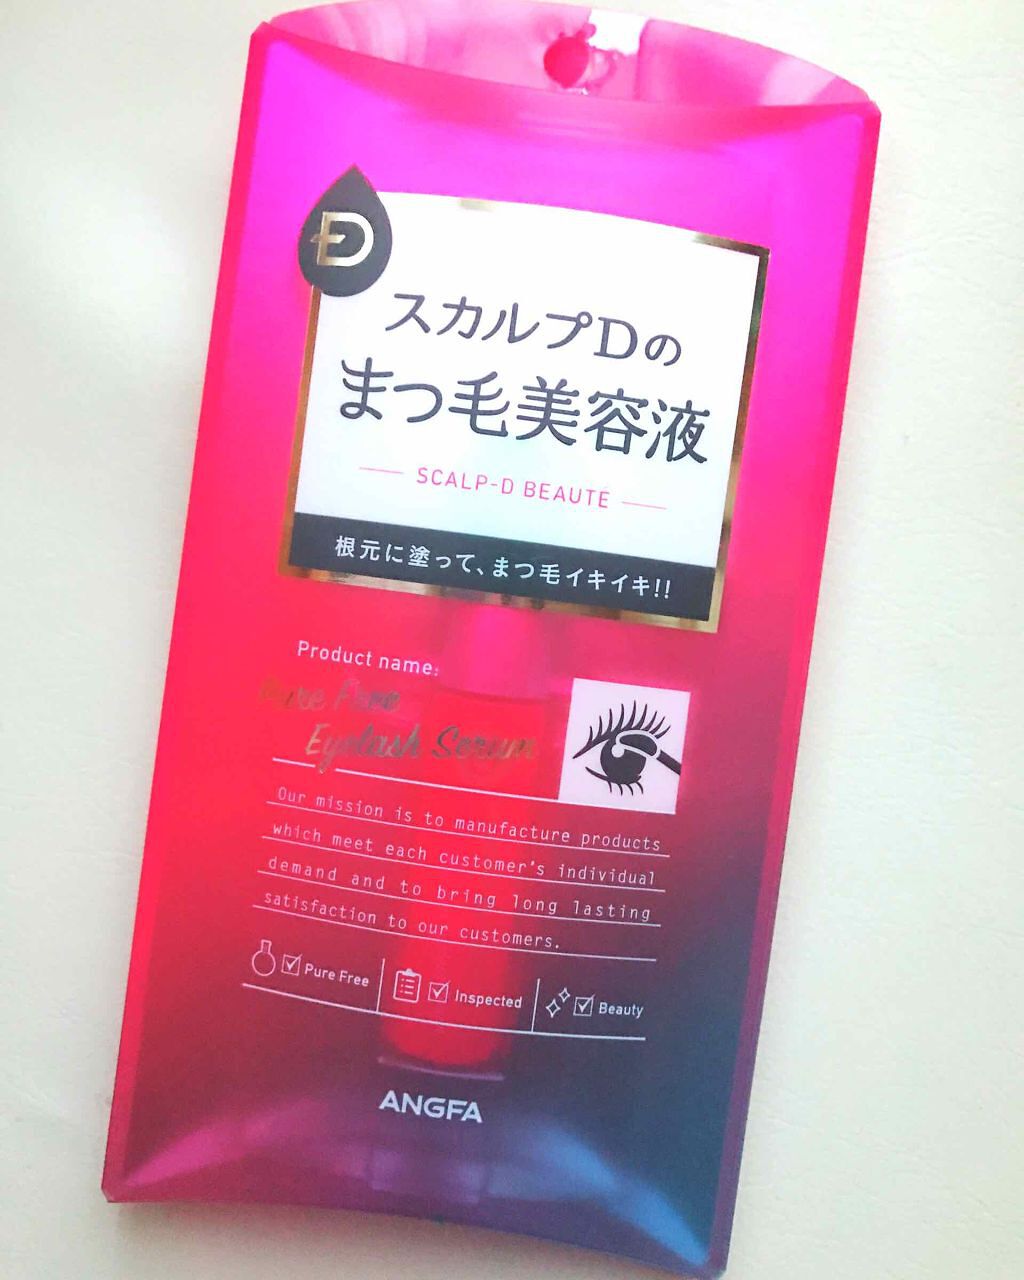 Ð
スカルプDの
まつ毛美容液
SCALP-D BEAUTÉ
根元に塗って、まつ毛イキイキ!!
Product name:
Pure Free
Eyelash Serum
Our mission is to manufacture products
which meet each customer's individual
demand and to bring long lasting
satisfaction to our customers.
Pure Free Inspected Beauty
ANGFA